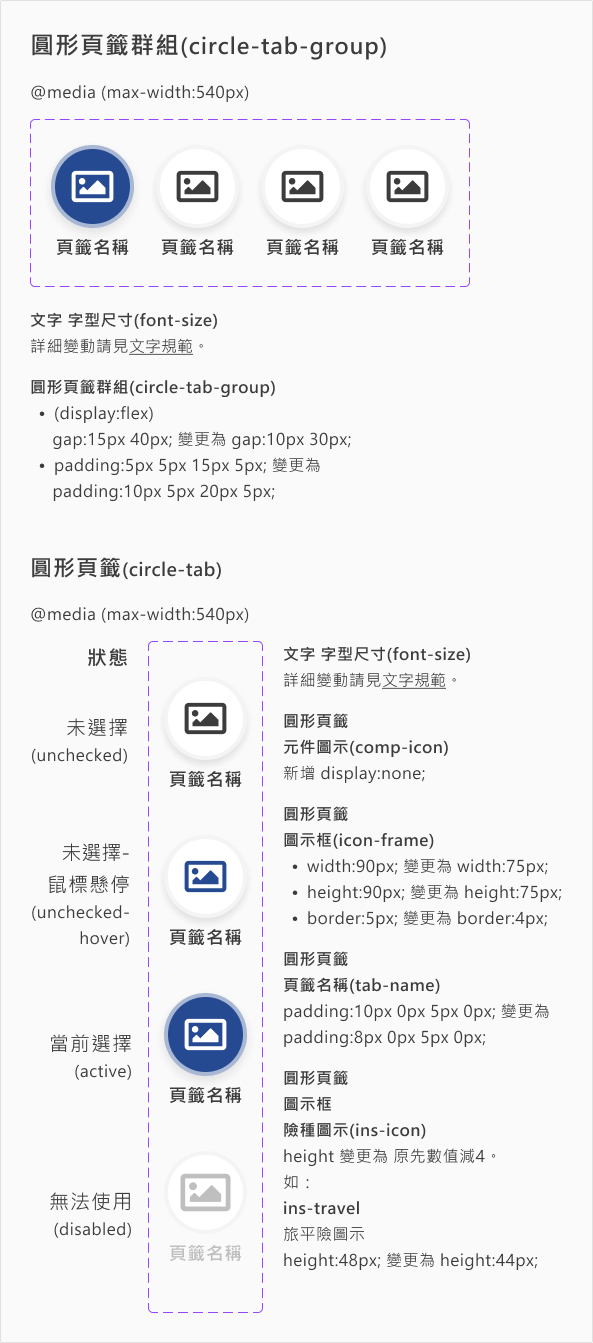 圓形頁籤群組(circle-tab-group)
@media (max-width:540px)
頁籤名稱 頁籤名稱 頁籤名稱 頁籤名稱
文字 字型尺寸(font-size)
詳細變動請見文字規範。
圓形頁籤群組(circle-tab-group)
• (display:flex)
gap:15px 40px; 變更為 gap:10px 30px;
• padding:5px 5px 15px 5px; 變更為
padding:10px 5px 20px 5px;
圓形頁籤(circle-tab)
@media (max-width:540px)
狀態
未選擇
(unchecked)
頁籤名稱
未選擇-
鼠標懸停
(unchecked-
hover)
頁籤名稱
當前選擇
(active)
頁籤名稱
無法使用
(disabled)
頁籤名稱
文字 字型尺寸(font-size)
詳細變動請見文字規範。
圓形頁籤
元件圖示(comp-icon)
新增 display:none;
圓形頁籤
圖示框(icon-frame)
• width:90px; 變更為 width:75px;
• height:90px; 變更為 height:75px;
• border:5px; 變更為 border:4px;
圓形頁籤
頁籤名稱(tab-name)
padding:10px 0px 5px 0px; 變更為
padding:8px 0px 5px 0px;
圓形頁籤
圖示框
險種圖示(ins-icon)
height 變更為 原先數值減4。
如：
ins-travel
旅平險圖示
height:48px; 變更為 height:44px;